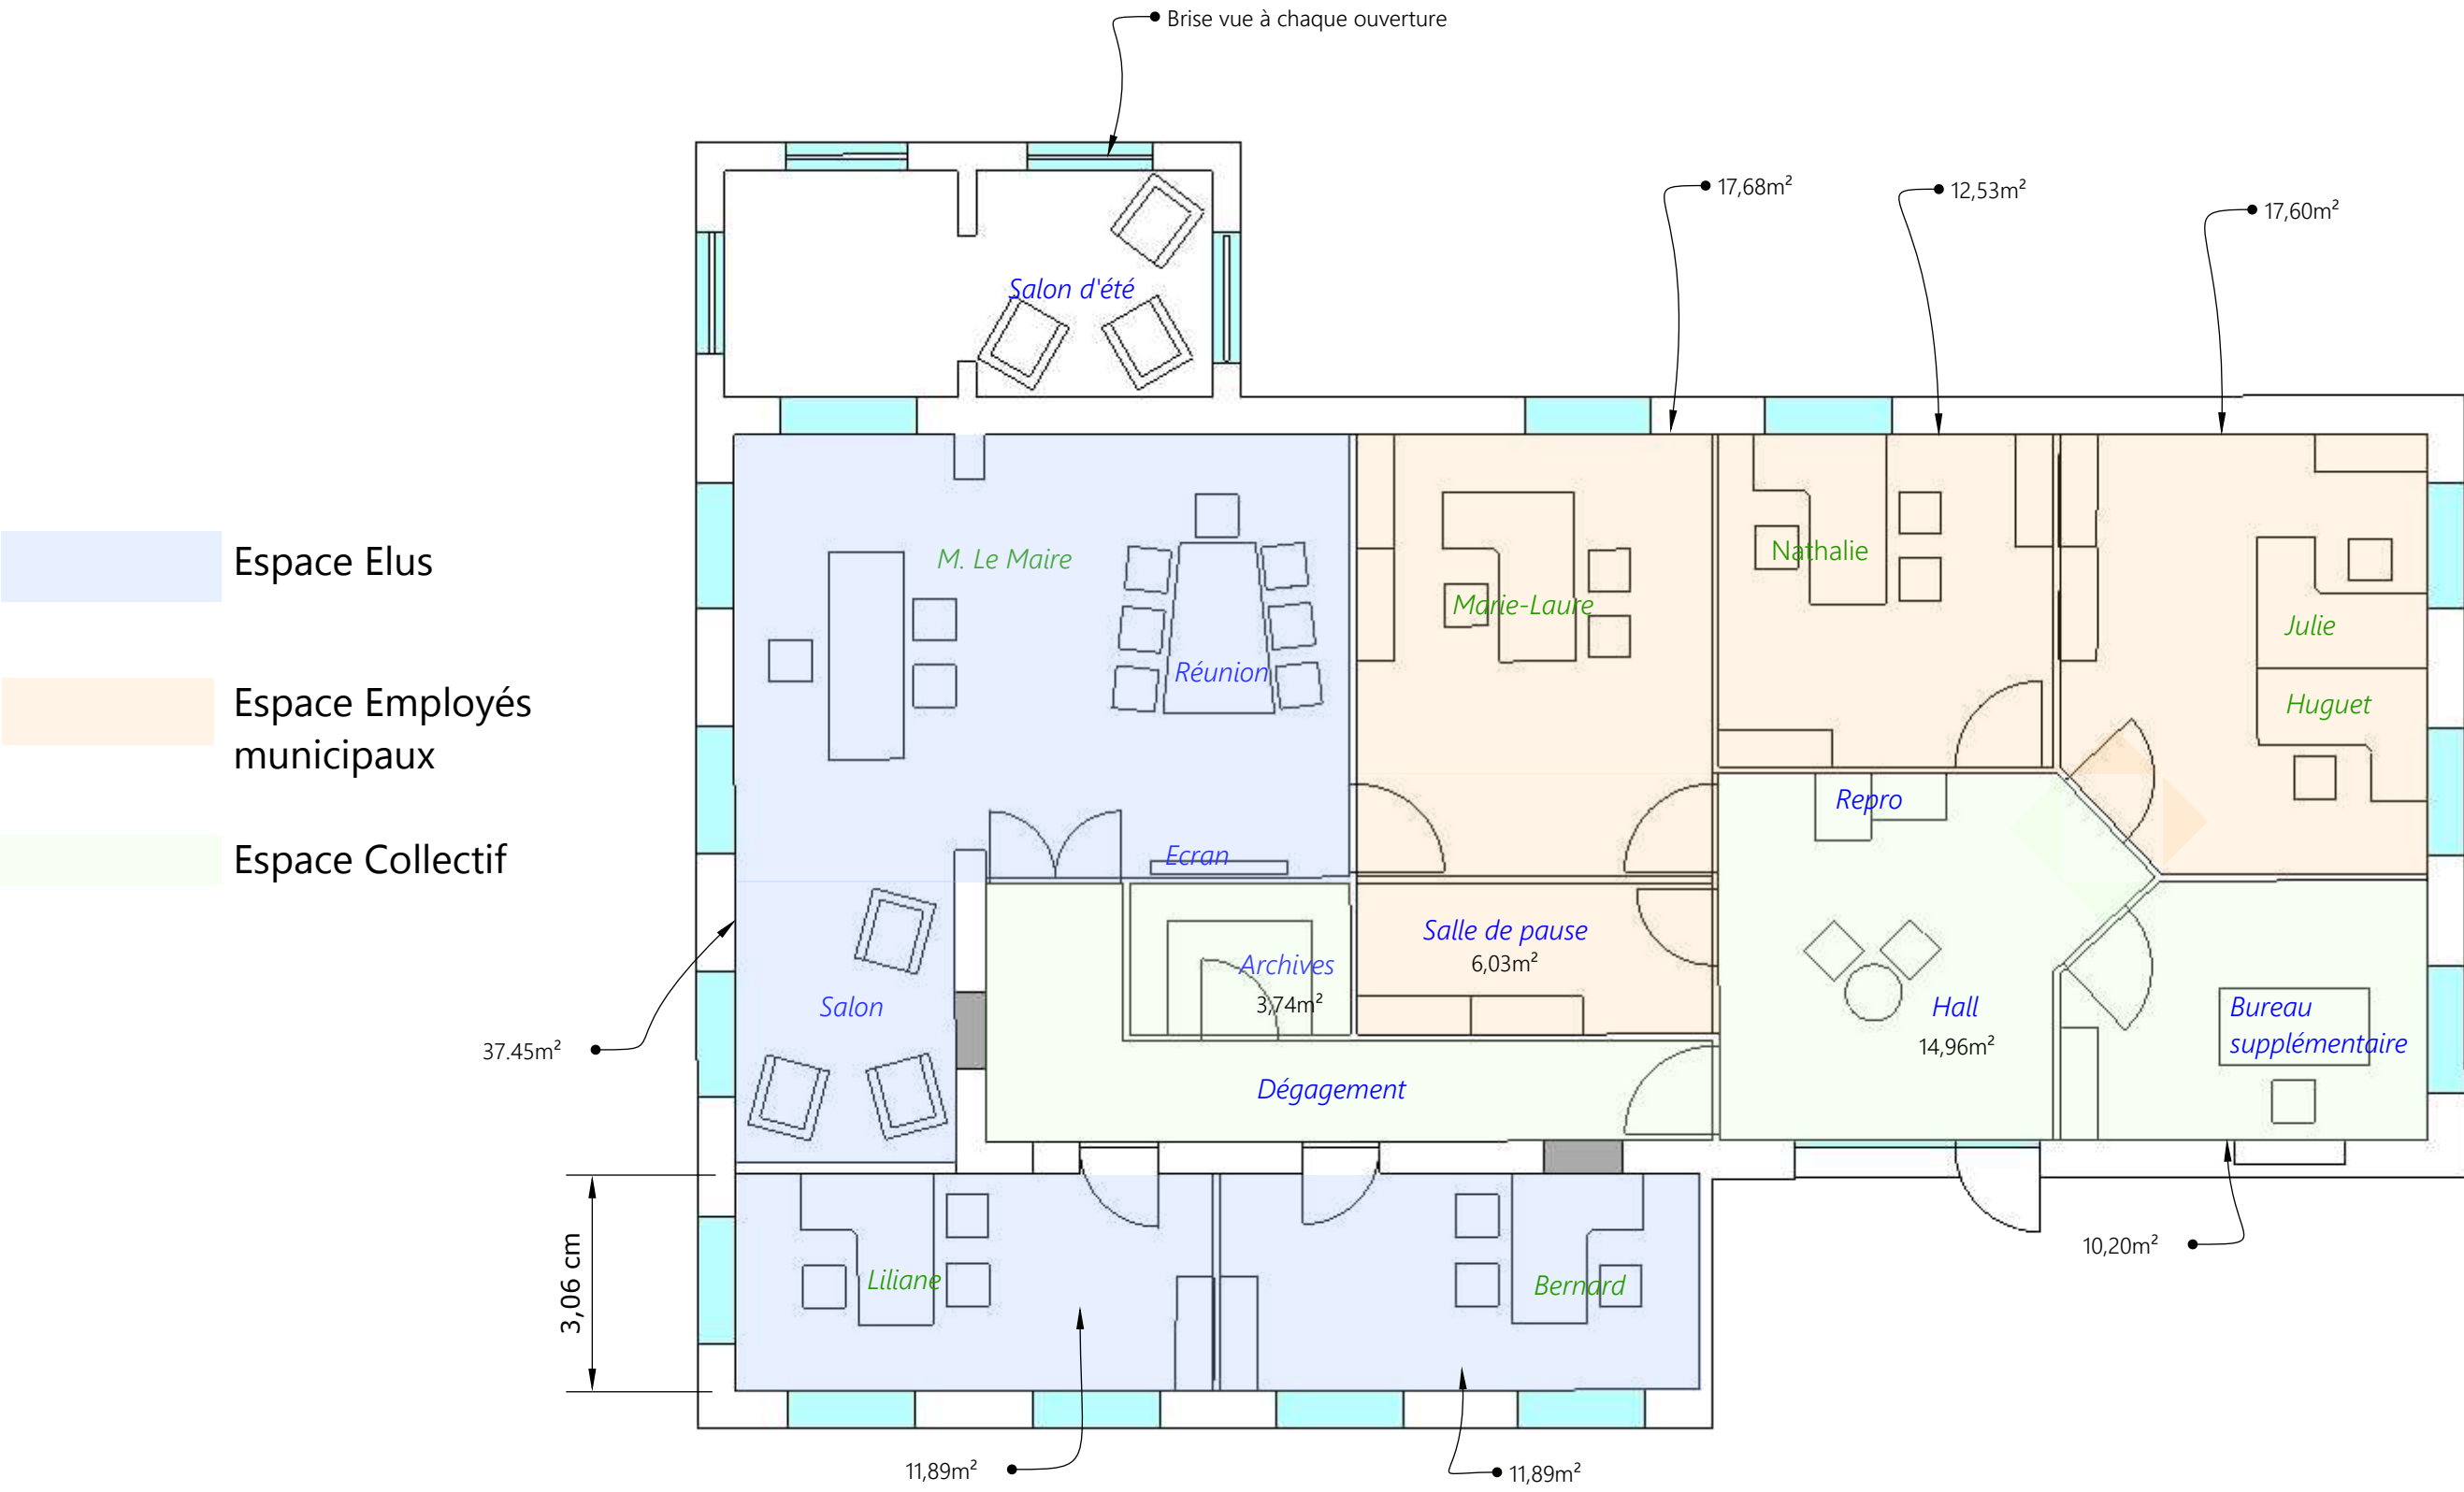 Brise vue à chaque ouverture
17,68m²
12,53m²
17,60m²
Salon d'été
Espace Elus
Espace Employés
municipaux
Espace Collectif
M. Le Maire
Réunion
Ecran
Marie-Laure
Nathalie
Julie
Huguet
Repro
Salon
37.45m²
Archives
3,74m²
Salle de pause
6,03m²
Hall
14,96m²
Bureau
supplémentaire
Dégagement
3,06 cm
Liliane
Bernard
10,20m²
11,89m²
11,89m²